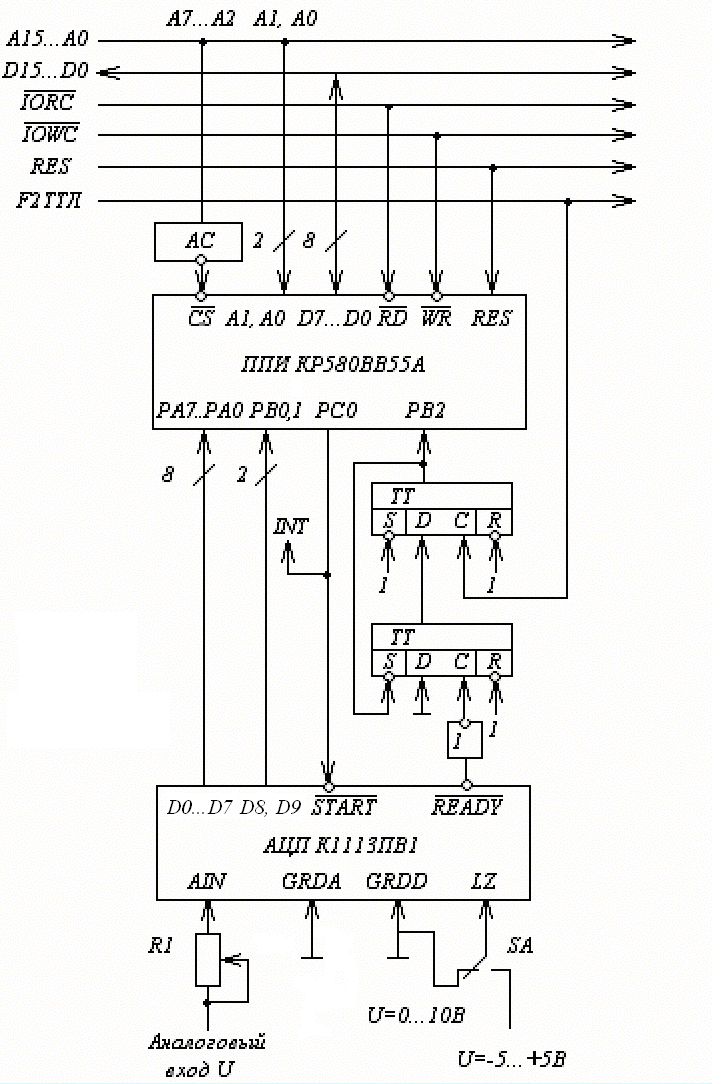 A7...A2 A1, A0
A15...A0
D15...D0
IORC
IOWC
RES
F2ТТЛ
AC 2 8
CS A1, A0 D7...D0 RD WR RES
ППИ КР580ВВ55А
PA7..PA0 PB0,1 PC0 PB2
8 2
TT
S D C R
INT
1 1
TT
S D C R
1
1
D0...D7 D8, D9 START READY
АЦП К1113ПВ1
AIN GRDA GRDD LZ
R1 SA
U=0...10В
Аналоговый
вход U
U=-5...+5В